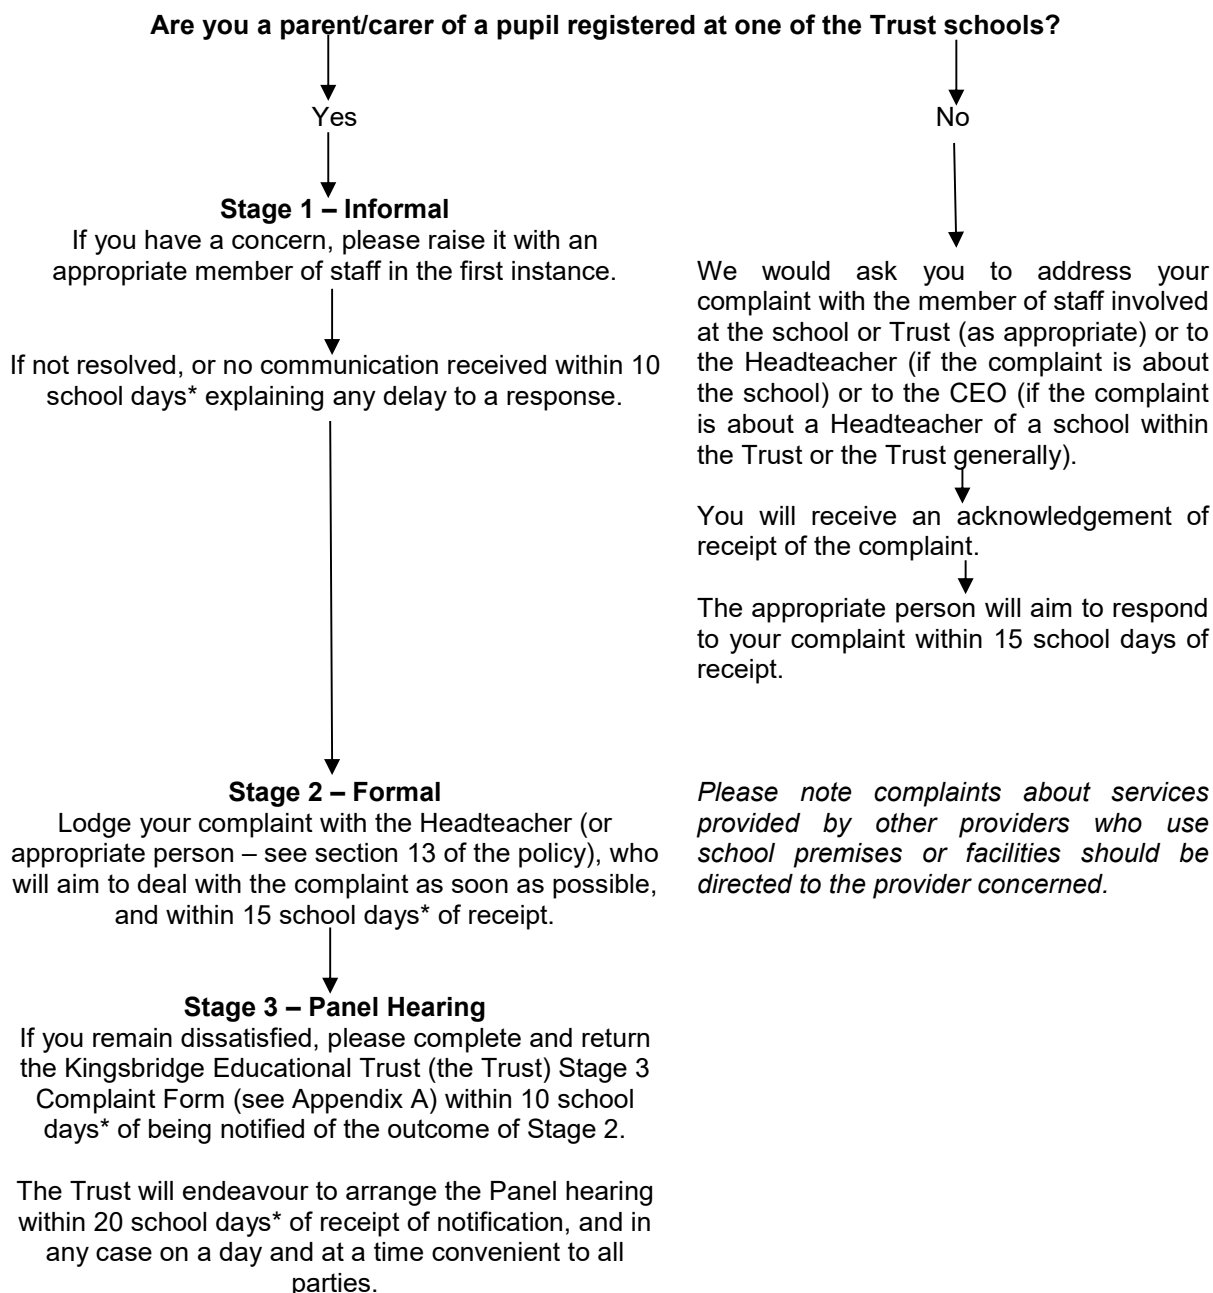 Are you a parent/carer of a pupil registered at one of the Trust schools?
Yes
Stage 1 – Informal
If you have a concern, please raise it with an
appropriate member of staff in the first instance.
If not resolved, or no communication received within 10
school days* explaining any delay to a response.
Stage 2 – Formal
Lodge your complaint with the Headteacher (or
appropriate person – see section 13 of the policy), who
will aim to deal with the complaint as soon as possible,
and within 15 school days* of receipt.
Stage 3 – Panel Hearing
If you remain dissatisfied, please complete and return
the Kingsbridge Educational Trust (the Trust) Stage 3
Complaint Form (see Appendix A) within 10 school
days* of being notified of the outcome of Stage 2.
The Trust will endeavour to arrange the Panel hearing
within 20 school days* of receipt of notification, and in
any case on a day and at a time convenient to all
parties.
No
We would ask you to address your
complaint with the member of staff involved
at the school or Trust (as appropriate) or to
the Headteacher (if the complaint is about
the school) or to the CEO (if the complaint
is about a Headteacher of a school within
the Trust or the Trust generally).
You will receive an acknowledgement of
receipt of the complaint.
The appropriate person will aim to respond
to your complaint within 15 school days of
receipt.
Please note complaints about services
provided by other providers who use
school premises or facilities should be
directed to the provider concerned.